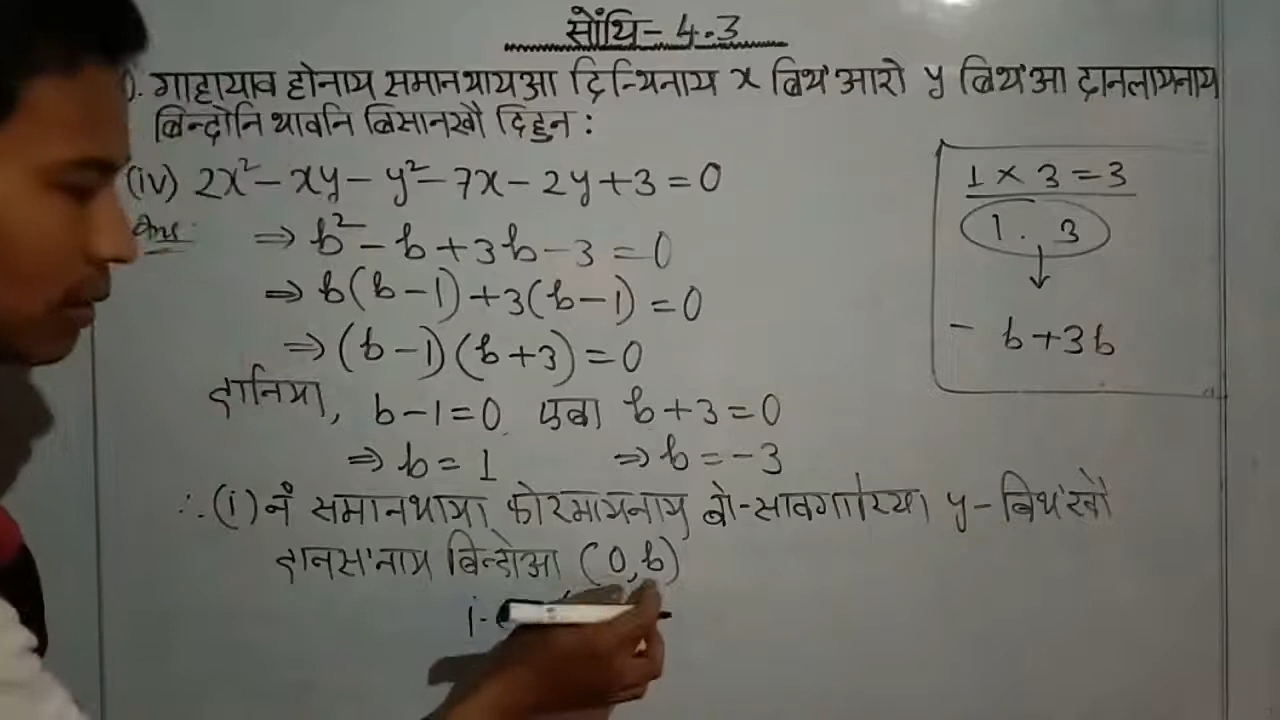 सोंथि- 4.3
गाहायाव होनाय समानथायआ द्रिन्थिनाय x बिथ'आरो y बिथ'आ दानलायनाय
बिन्दोनि थावनि बिसानखौ दिहुन :
(iv) 2x² - xy - y² - 7x - 2y + 3 = 0
Ans:
⇒ b² - b + 3b - 3 = 0
⇒ b(b - 1) + 3(b - 1) = 0
⇒ (b - 1)(b + 3) = 0
दानिया, b - 1 = 0 एबा b + 3 = 0
⇒ b = 1 ⇒ b = -3
∴ (i) नं समानथाया फोरमायनाय बो-सावगारिया y - बिथ'खौ
दानस'नाय बिन्दोआ (0, b)
1 × 3 = 3
1 . 3
↓
- b + 3b